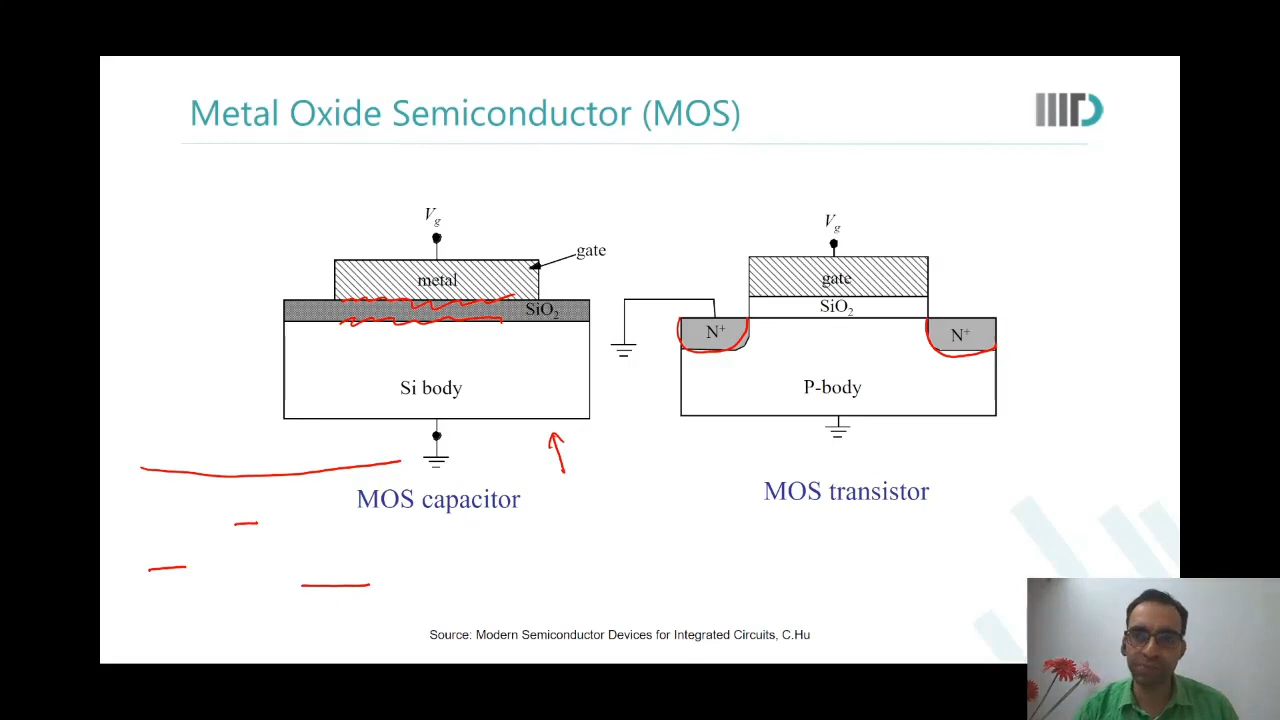 Metal Oxide Semiconductor (MOS)
IIITD
Vg
gate
metal
SiO2
Si body
MOS capacitor
Vg
gate
SiO2
N+
N+
P-body
MOS transistor
Source: Modern Semiconductor Devices for Integrated Circuits, C.Hu